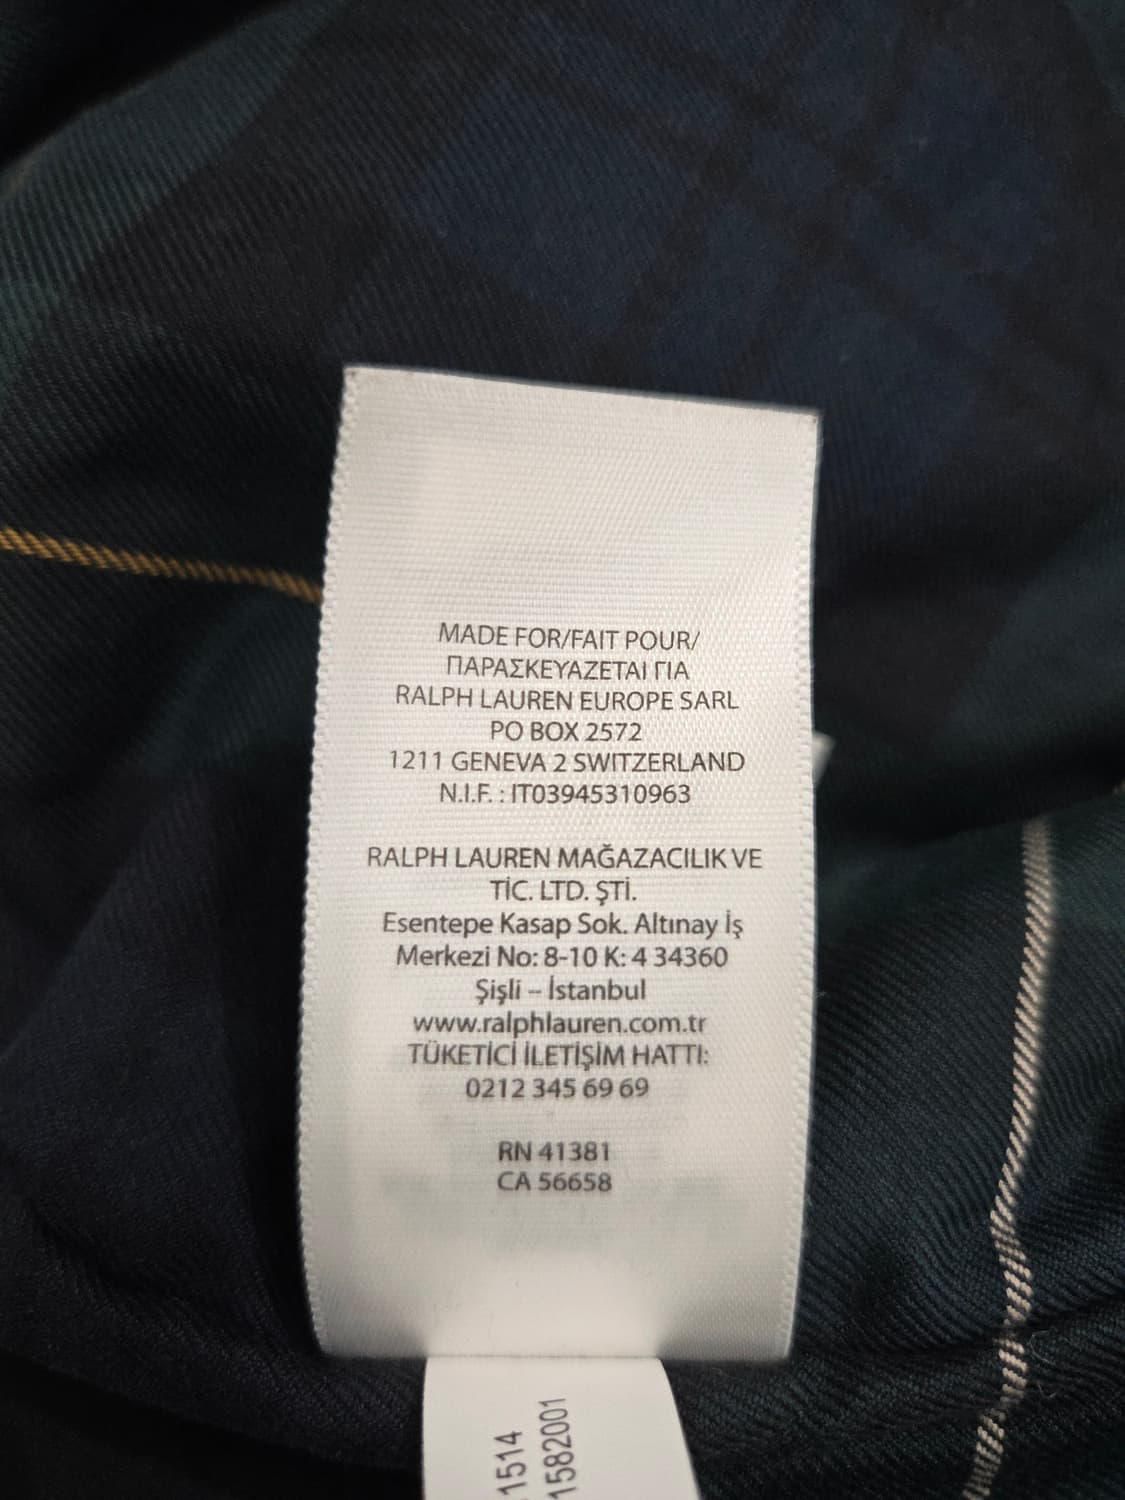 MADE FOR/FAIT POUR/
ΠΑΡΑΣΚΕΥΑΖΕΤΑΙ ΓΙΑ
RALPH LAUREN EUROPE SARL
PO BOX 2572
1211 GENEVA 2 SWITZERLAND
N.I.F. : IT03945310963
RALPH LAUREN MAĞAZACILIK VE
TİC. LTD. ŞTİ.
Esentepe Kasap Sok. Altınay İş
Merkezi No: 8-10 K: 4 34360
Şişli – İstanbul
www.ralphlauren.com.tr
TÜKETİCİ İLETİŞİM HATTI:
0212 345 69 69
RN 41381
CA 56658
1514
1582001